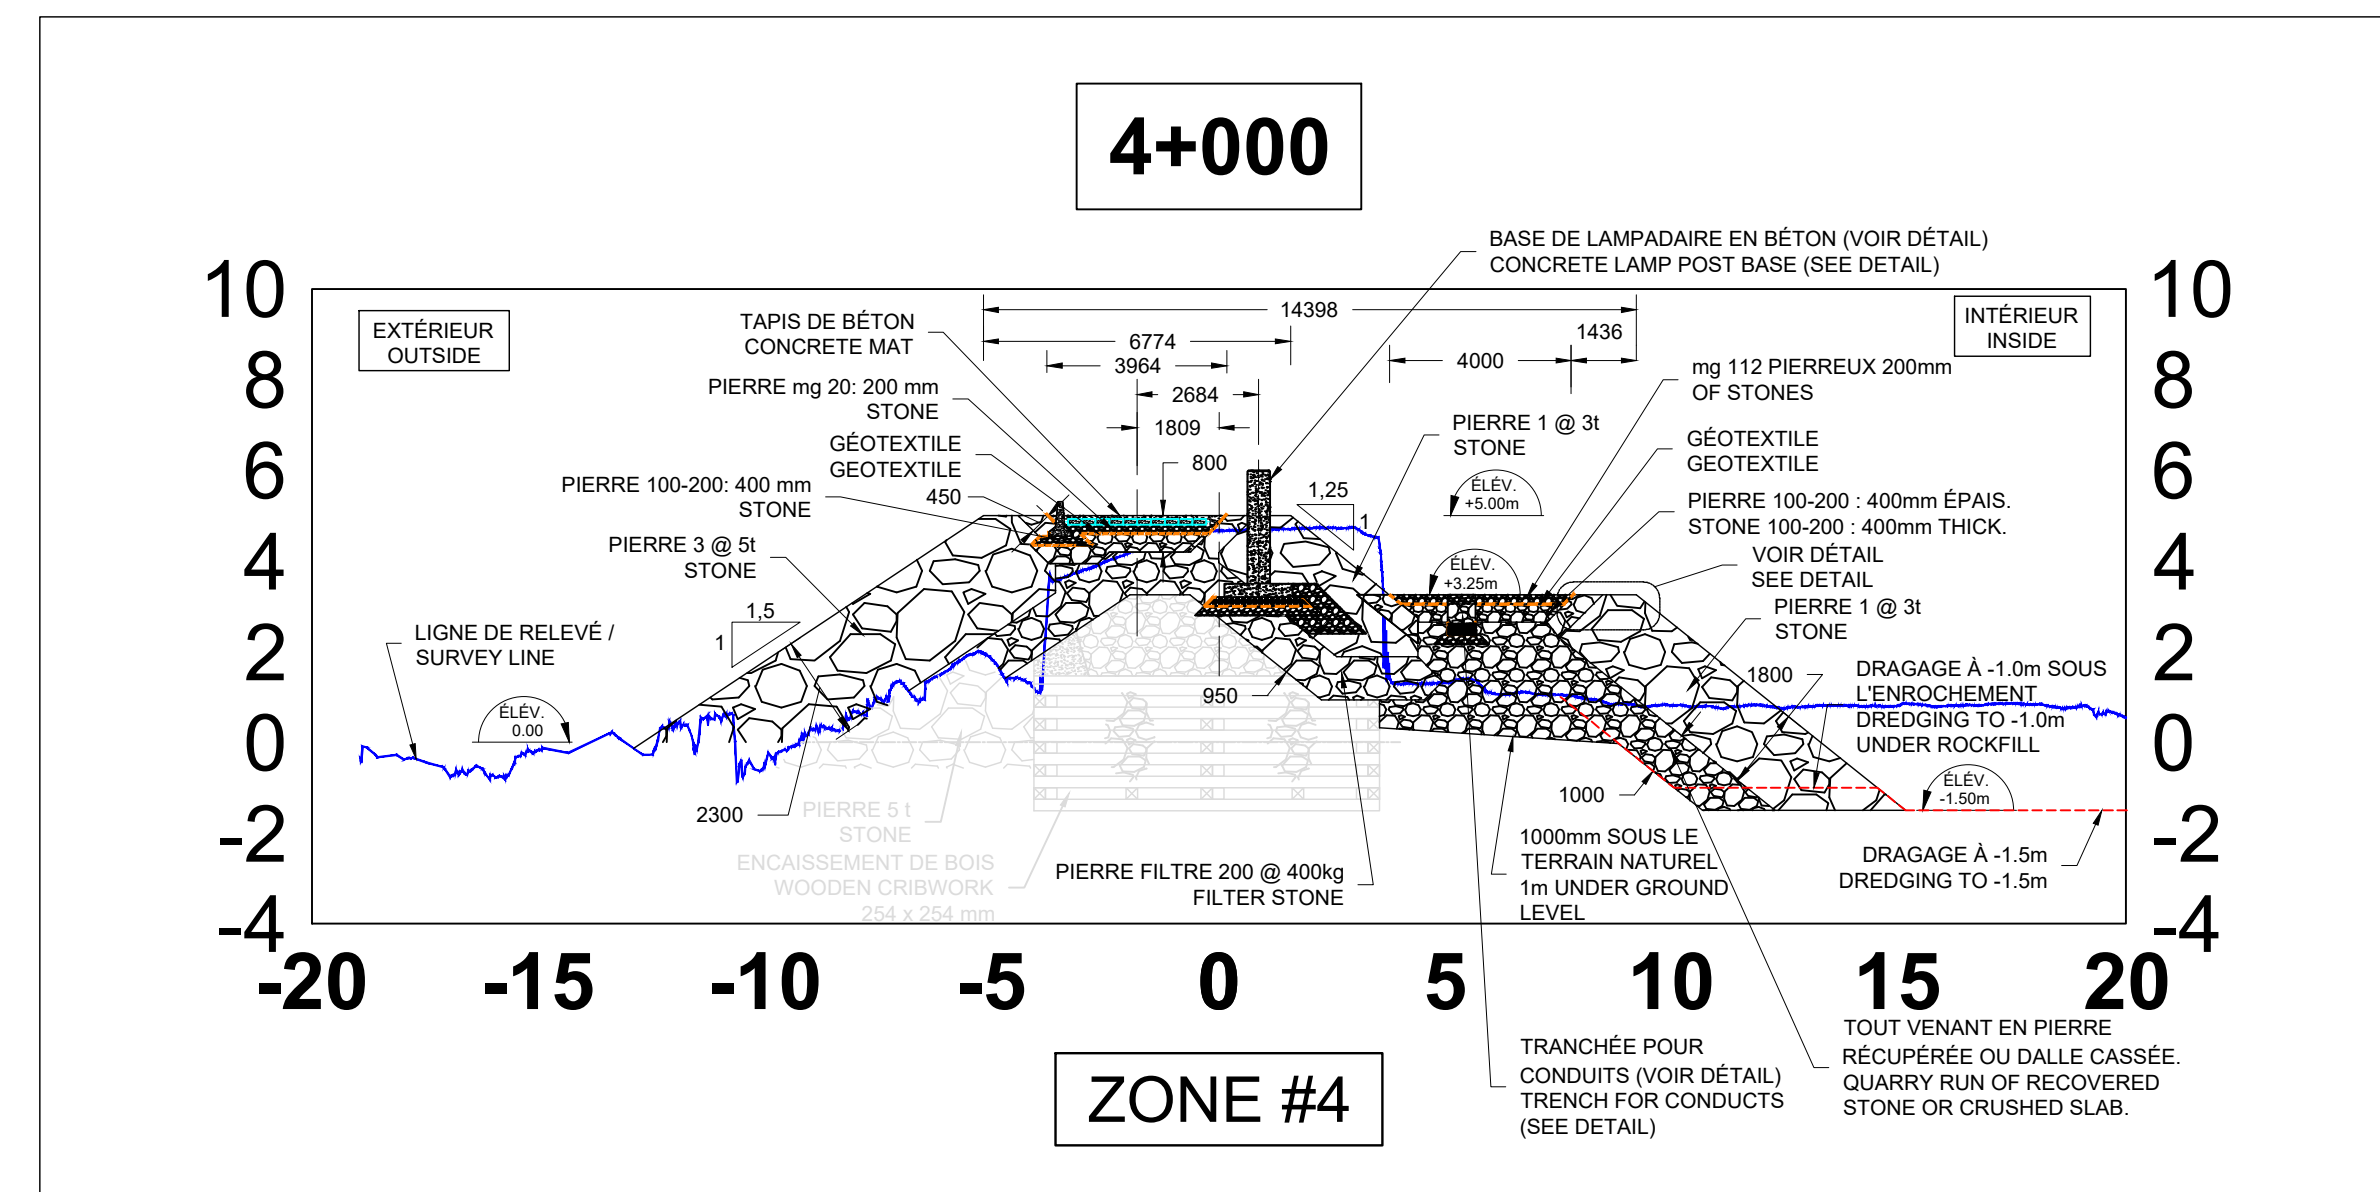 4+000
BASE DE LAMPADAIRE EN BÉTON (VOIR DÉTAIL)
CONCRETE LAMP POST BASE (SEE DETAIL)
10
8
6
4
2
0
-2
-4
10
8
6
4
2
0
-2
-4
EXTÉRIEUR
OUTSIDE
INTÉRIEUR
INSIDE
14398
6774
1436
3964
4000
2684
1809
800
450
TAPIS DE BÉTON
CONCRETE MAT
PIERRE mg 20: 200 mm
STONE
GÉOTEXTILE
GEOTEXTILE
PIERRE 100-200: 400 mm
STONE
PIERRE 3 @ 5t
STONE
1,5
1
LIGNE DE RELEVÉ /
SURVEY LINE
ÉLÉV.
0.00
2300
PIERRE 5 t
STONE
ENCAISSEMENT DE BOIS
WOODEN CRIBWORK
254 x 254 mm
PIERRE 1 @ 3t
STONE
1,25
1
ÉLÉV.
+5.00m
ÉLÉV.
+3.25m
mg 112 PIERREUX 200mm
OF STONES
GÉOTEXTILE
GEOTEXTILE
PIERRE 100-200 : 400mm ÉPAIS.
STONE 100-200 : 400mm THICK.
VOIR DÉTAIL
SEE DETAIL
PIERRE 1 @ 3t
STONE
1800
DRAGAGE À -1.0m SOUS
L'ENROCHEMENT
DREDGING TO -1.0m
UNDER ROCKFILL
ÉLÉV.
-1.50m
950
1000
PIERRE FILTRE 200 @ 400kg
FILTER STONE
1000mm SOUS LE
TERRAIN NATUREL
1m UNDER GROUND
LEVEL
DRAGAGE À -1.5m
DREDGING TO -1.5m
-20
-15
-10
-5
0
5
10
15
20
ZONE #4
TRANCHÉE POUR
CONDUITS (VOIR DÉTAIL)
TRENCH FOR CONDUCTS
(SEE DETAIL)
TOUT VENANT EN PIERRE
RÉCUPÉRÉE OU DALLE CASSÉE.
QUARRY RUN OF RECOVERED
STONE OR CRUSHED SLAB.